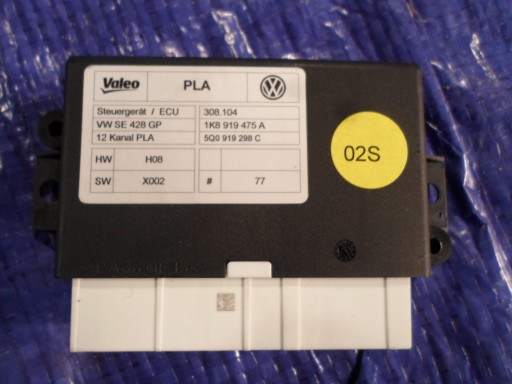 Valeo PLA VW
Steuergerät / ECU 308.104
VW SE 428 GP 1K8 919 475 A
12 Kanal PLA 5Q0 919 298 C
HW H08
SW X002 # 77
02S